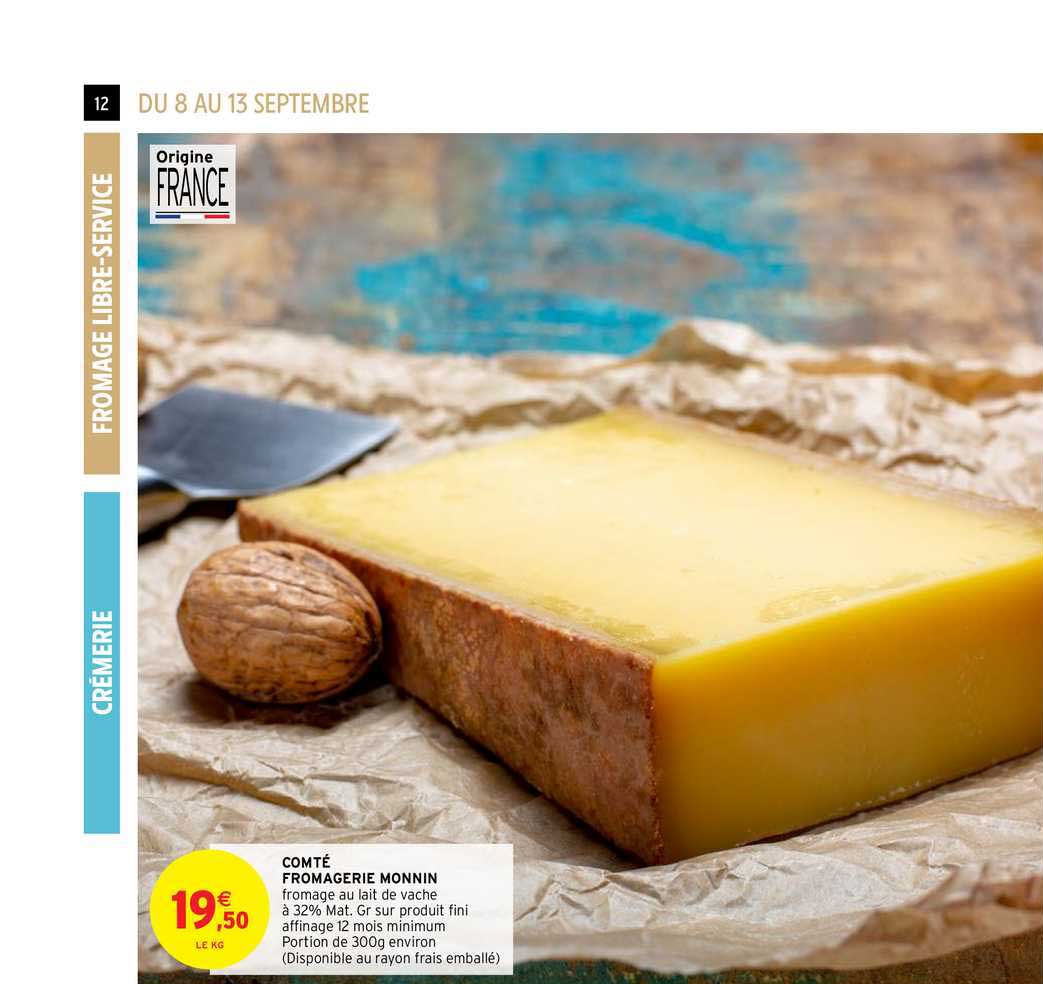 12 DU 8 AU 13 SEPTEMBRE
FROMAGE LIBRE-SERVICE
CRÉMERIE
Origine
FRANCE
19€,50
LE KG
COMTÉ
FROMAGERIE MONNIN
fromage au lait de vache
à 32% Mat. Gr sur produit fini
affinage 12 mois minimum
Portion de 300g environ
(Disponible au rayon frais emballé)